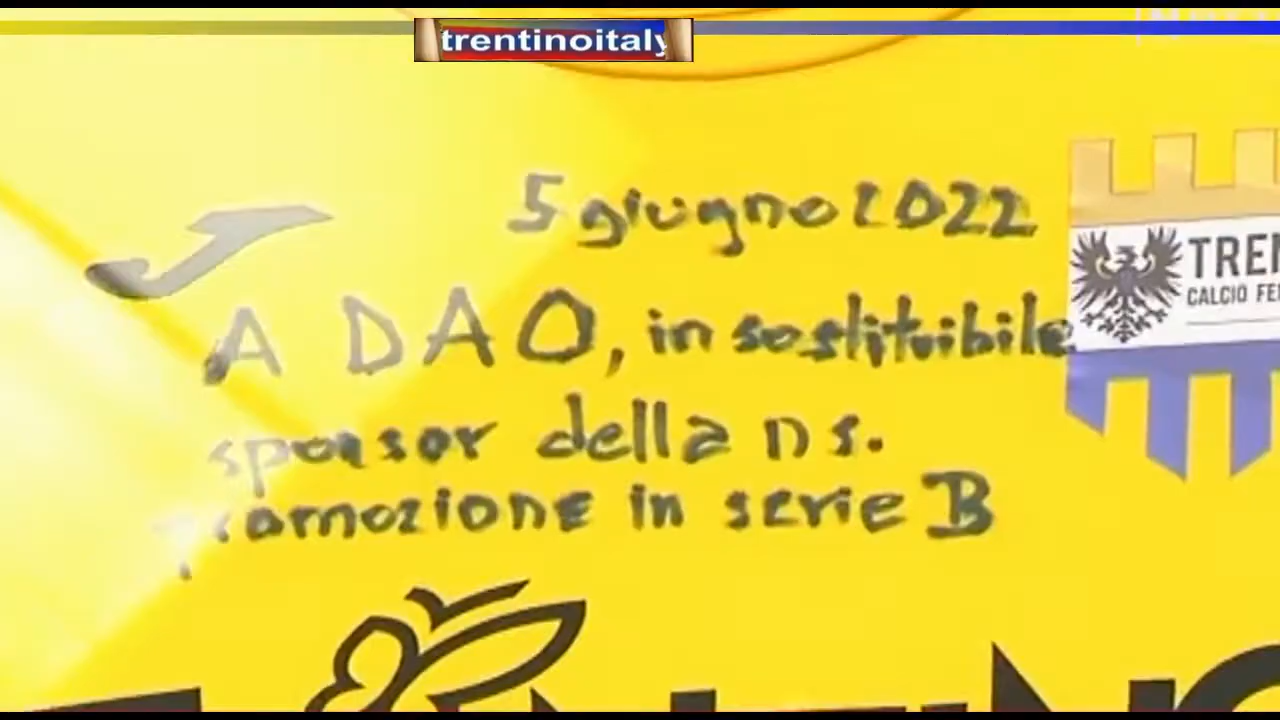 trentinoitaly
5 giugno 2022
A DAO, insostituibile
sponsor della ns.
promozione in serie B
TREN
CALCIO FEM